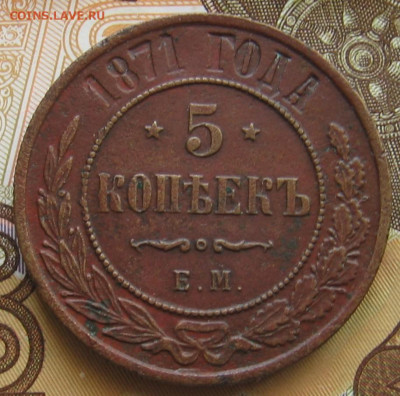 COINS.LAVE.RU
1871 ГОДА
5
КОПѢЕКЪ
Е.М.